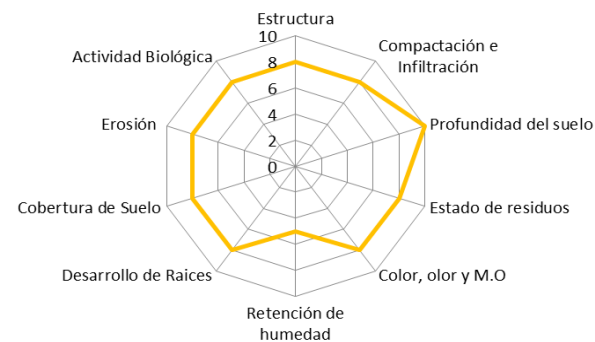 Estructura
Compactación e
Infiltración
Profundidad del suelo
Estado de residuos
Color, olor y M.O
Retención de
humedad
Desarrollo de Raices
Cobertura de Suelo
Erosión
Actividad Biológica
10
8
6
4
2
0